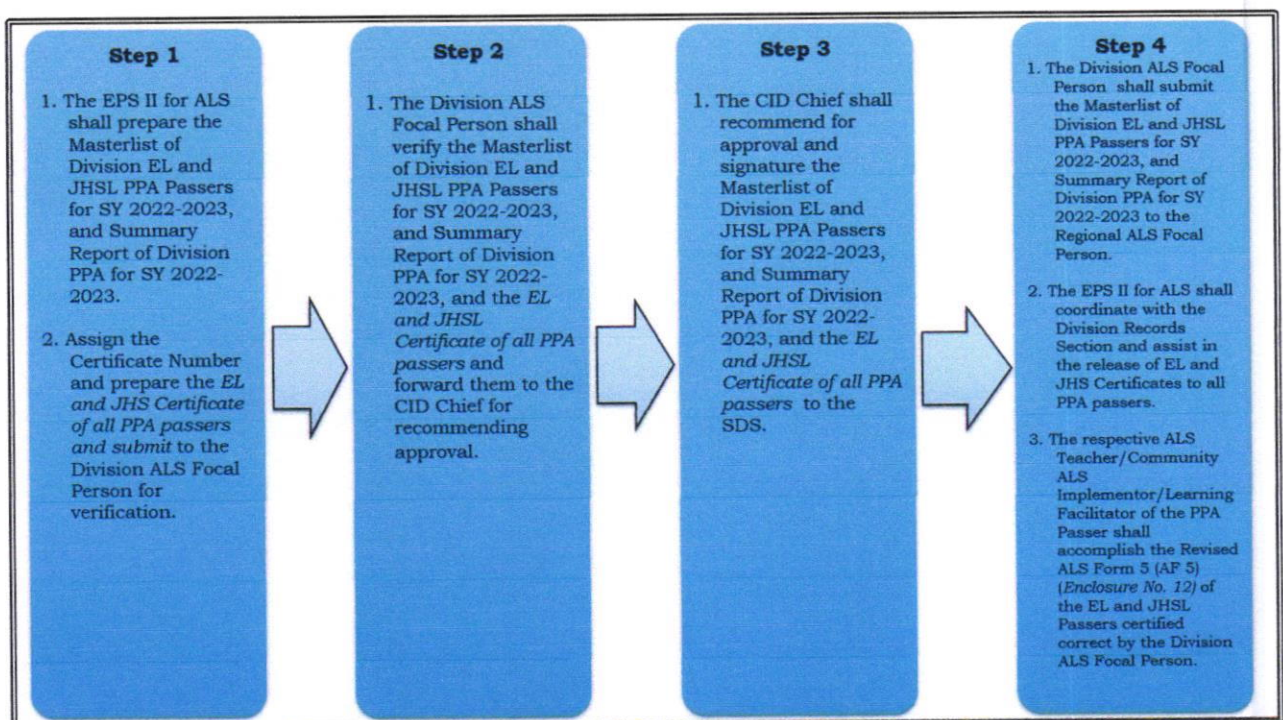 Step 1
1. The EPS II for ALS
shall prepare the
Masterlist of
Division EL and
JHSL PPA Passers
for SY 2022-2023,
and Summary
Report of Division
PPA for SY 2022-
2023.
2. Assign the
Certificate Number
and prepare the EL
and JHS Certificate
of all PPA passers
and submit to the
Division ALS Focal
Person for
verification.
Step 2
1. The Division ALS
Focal Person shall
verify the Masterlist
of Division EL and
JHSL PPA Passers
for SY 2022-2023,
and Summary
Report of Division
PPA for SY 2022-
2023, and the EL
and JHSL
Certificate of all PPA
passers and
forward them to the
CID Chief for
recommending
approval.
Step 3
1. The CID Chief shall
recommend for
approval and
signature the
Masterlist of
Division EL and
JHSL PPA Passers
for SY 2022-2023,
and Summary
Report of Division
PPA for SY 2022-
2023, and the EL
and JHSL
Certificate of all PPA
passers to the
SDS.
Step 4
1. The Division ALS Focal
Person shall submit
the Masterlist of
Division EL and JHSL
PPA Passers for SY
2022-2023, and
Summary Report of
Division PPA for SY
2022-2023 to the
Regional ALS Focal
Person.
2. The EPS II for ALS shall
coordinate with the
Division Records
Section and assist in
the release of EL and
JHS Certificates to all
PPA passers.
3. The respective ALS
Teacher/Community
ALS
Implementor/Learning
Facilitator of the PPA
Passer shall
accomplish the Revised
ALS Form 5 (AF 5)
(Enclosure No. 12) of
the EL and JHSL
Passers certified
correct by the Division
ALS Focal Person.